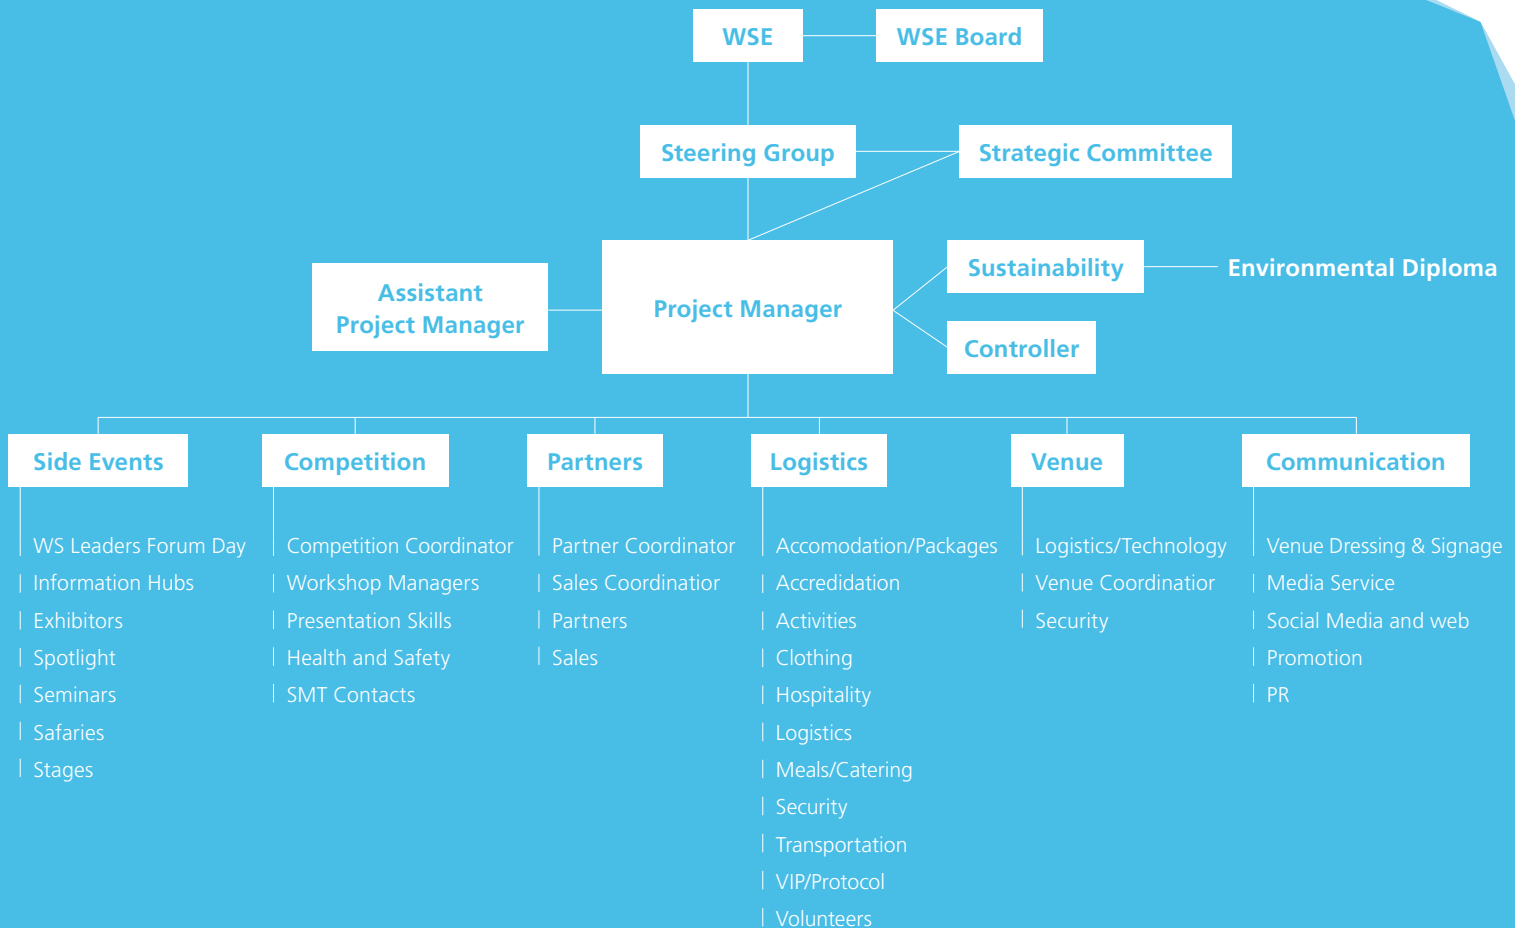 WSE
WSE Board
Steering Group
Strategic Committee
Assistant
Project Manager
Project Manager
Sustainability
Environmental Diploma
Controller
Side Events
WS Leaders Forum Day
Information Hubs
Exhibitors
Spotlight
Seminars
Safaries
Stages
Competition
Competition Coordinator
Workshop Managers
Presentation Skills
Health and Safety
SMT Contacts
Partners
Partner Coordinator
Sales Coordinatior
Partners
Sales
Logistics
Accomodation/Packages
Accredidation
Activities
Clothing
Hospitality
Logistics
Meals/Catering
Security
Transportation
VIP/Protocol
Volunteers
Venue
Logistics/Technology
Venue Coordinatior
Security
Communication
Venue Dressing & Signage
Media Service
Social Media and web
Promotion
PR